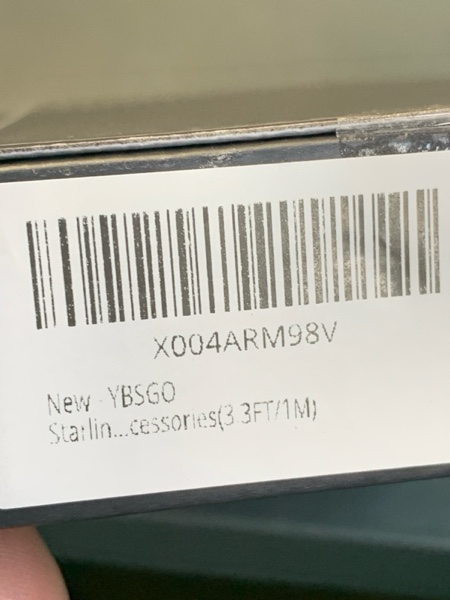 X004ARM98V
New - YBSGO
Starlin...cessories(3.3FT/1M)